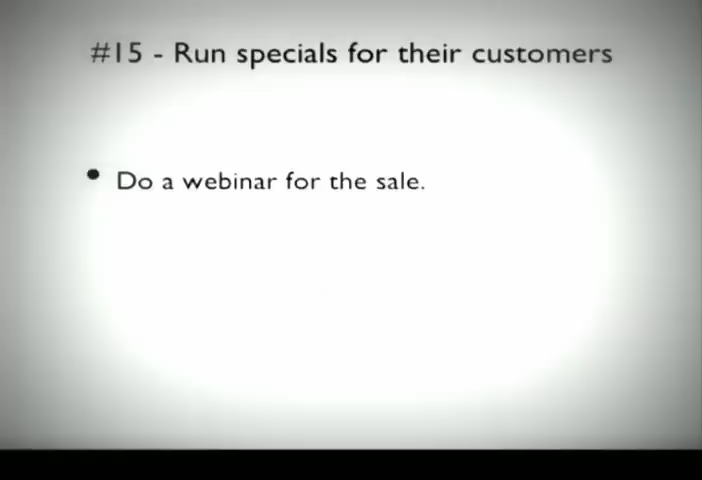 #15 - Run specials for their customers
• Do a webinar for the sale.